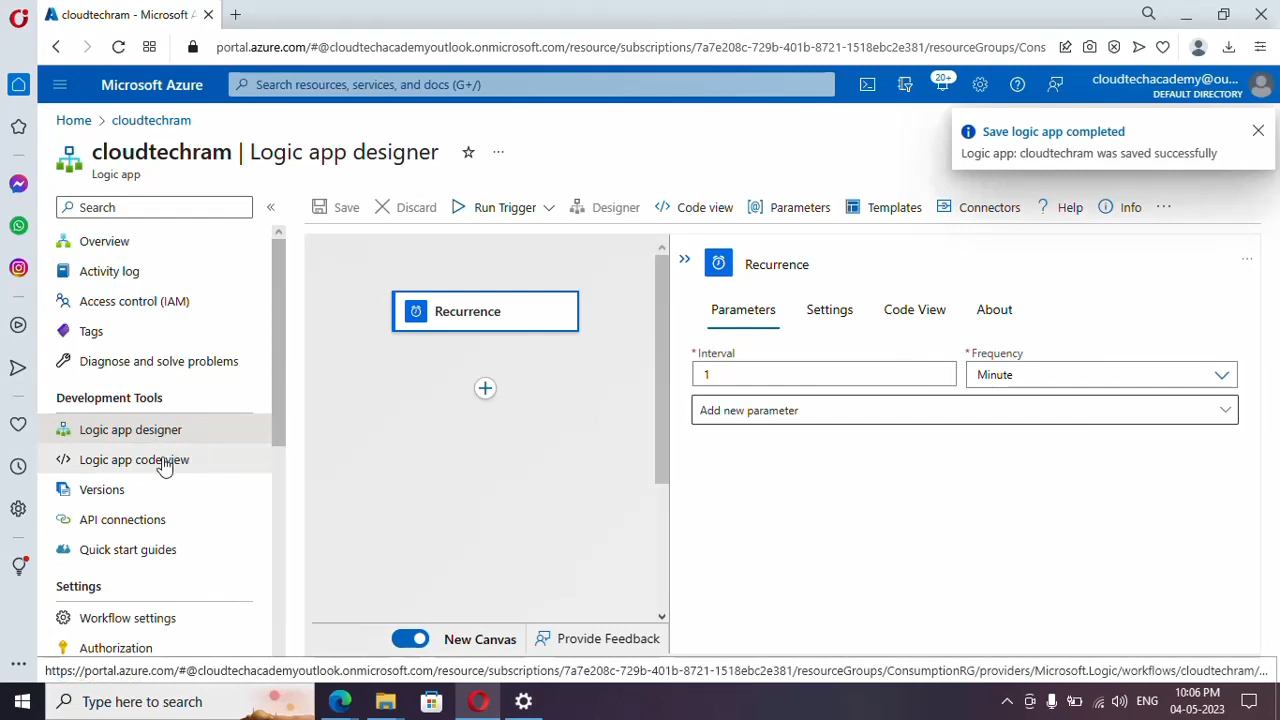 cloudtechram - Microsoft A
portal.azure.com/#@cloudtechacademyoutlook.onmicrosoft.com/resource/subscriptions/7a7e208c-729b-401b-8721-1518ebc2e381/resourceGroups/Cons
Microsoft Azure
Search resources, services, and docs (G+/)
20+
cloudtechacademy@ou...
DEFAULT DIRECTORY
Home > cloudtechram
Save logic app completed
Logic app: cloudtechram was saved successfully
cloudtechram | Logic app designer
Logic app
Search
Save
Discard
Run Trigger
Designer
Code view
Parameters
Templates
Connectors
Help
Info
Overview
Activity log
Access control (IAM)
Tags
Diagnose and solve problems
Development Tools
Logic app designer
Logic app code view
Versions
API connections
Quick start guides
Settings
Workflow settings
Authorization
Recurrence
New Canvas
Provide Feedback
Recurrence
Parameters
Settings
Code View
About
* Interval
1
* Frequency
Minute
Add new parameter
https://portal.azure.com/#@cloudtechacademyoutlook.onmicrosoft.com/resource/subscriptions/7a7e208c-729b-401b-8721-1518ebc2e381/resourceGroups/ConsumptionRG/providers/Microsoft.Logic/workflows/cloudtechram/...
Type here to search
ENG
10:06 PM
04-05-2023